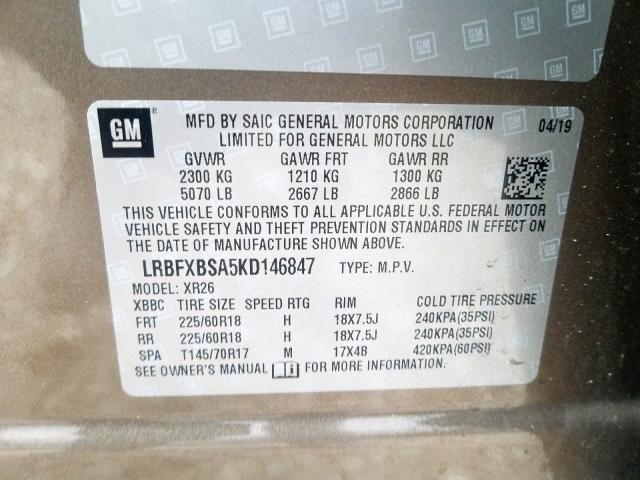 GM
MFD BY SAIC GENERAL MOTORS CORPORATION 04/19
LIMITED FOR GENERAL MOTORS LLC
GVWR GAWR FRT GAWR RR
2300 KG 1210 KG 1300 KG
5070 LB 2667 LB 2866 LB
THIS VEHICLE CONFORMS TO ALL APPLICABLE U.S. FEDERAL MOTOR
VEHICLE SAFETY AND THEFT PREVENTION STANDARDS IN EFFECT ON
THE DATE OF MANUFACTURE SHOWN ABOVE.
LRBFXBSA5KD146847 TYPE: M.P.V.
MODEL: XR26
XBBC TIRE SIZE SPEED RTG RIM COLD TIRE PRESSURE
FRT 225/60R18 H 18X7.5J 240KPA(35PSI)
RR 225/60R18 H 18X7.5J 240KPA(35PSI)
SPA T145/70R17 M 17X4B 420KPA(60PSI)
SEE OWNER'S MANUAL FOR MORE INFORMATION.